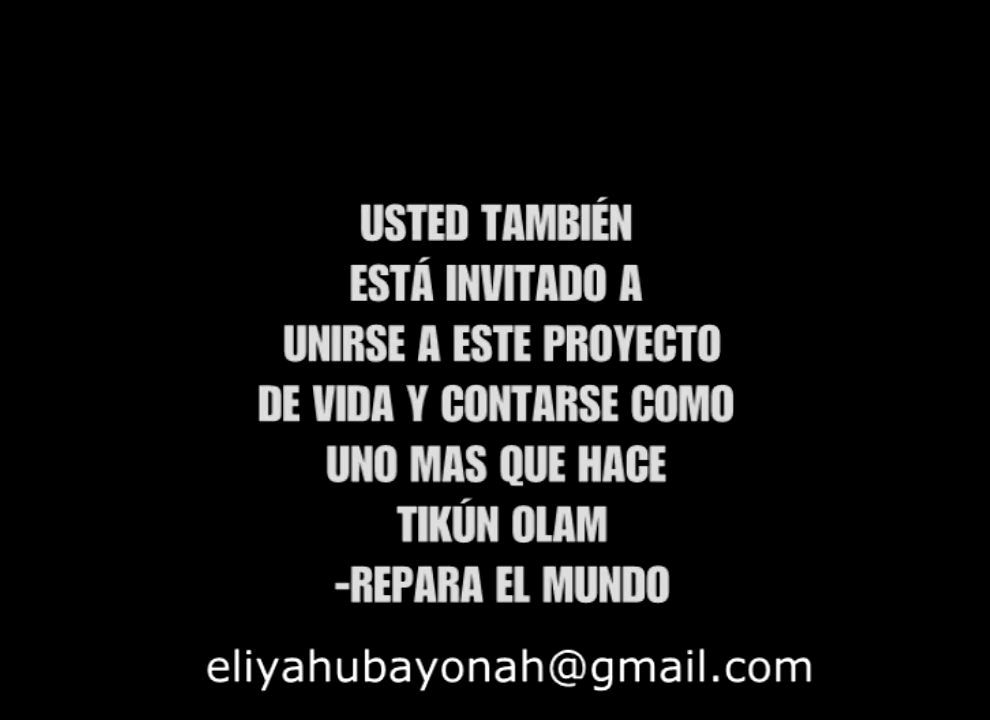 USTED TAMBIÉN
ESTÁ INVITADO A
UNIRSE A ESTE PROYECTO
DE VIDA Y CONTARSE COMO
UNO MAS QUE HACE
TIKÚN OLAM
-REPARA EL MUNDO
eliyahubayonah@gmail.com